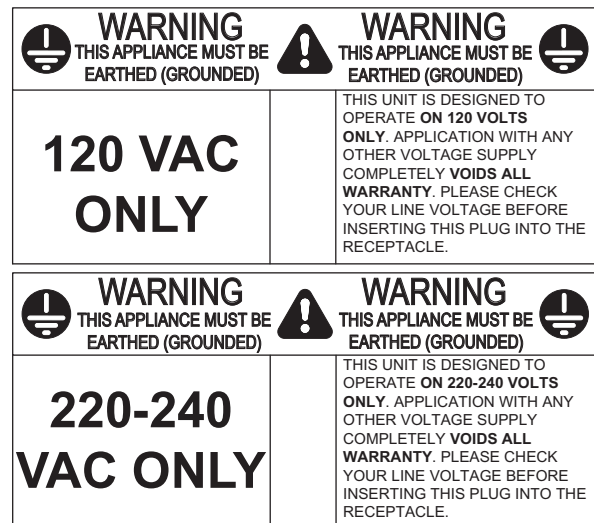 WARNING
THIS APPLIANCE MUST BE
EARTHED (GROUNDED)
WARNING
THIS APPLIANCE MUST BE
EARTHED (GROUNDED)
120 VAC
ONLY
THIS UNIT IS DESIGNED TO
OPERATE ON 120 VOLTS
ONLY. APPLICATION WITH ANY
OTHER VOLTAGE SUPPLY
COMPLETELY VOIDS ALL
WARRANTY. PLEASE CHECK
YOUR LINE VOLTAGE BEFORE
INSERTING THIS PLUG INTO THE
RECEPTACLE.
WARNING
THIS APPLIANCE MUST BE
EARTHED (GROUNDED)
WARNING
THIS APPLIANCE MUST BE
EARTHED (GROUNDED)
220-240
VAC ONLY
THIS UNIT IS DESIGNED TO
OPERATE ON 220-240 VOLTS
ONLY. APPLICATION WITH ANY
OTHER VOLTAGE SUPPLY
COMPLETELY VOIDS ALL
WARRANTY. PLEASE CHECK
YOUR LINE VOLTAGE BEFORE
INSERTING THIS PLUG INTO THE
RECEPTACLE.